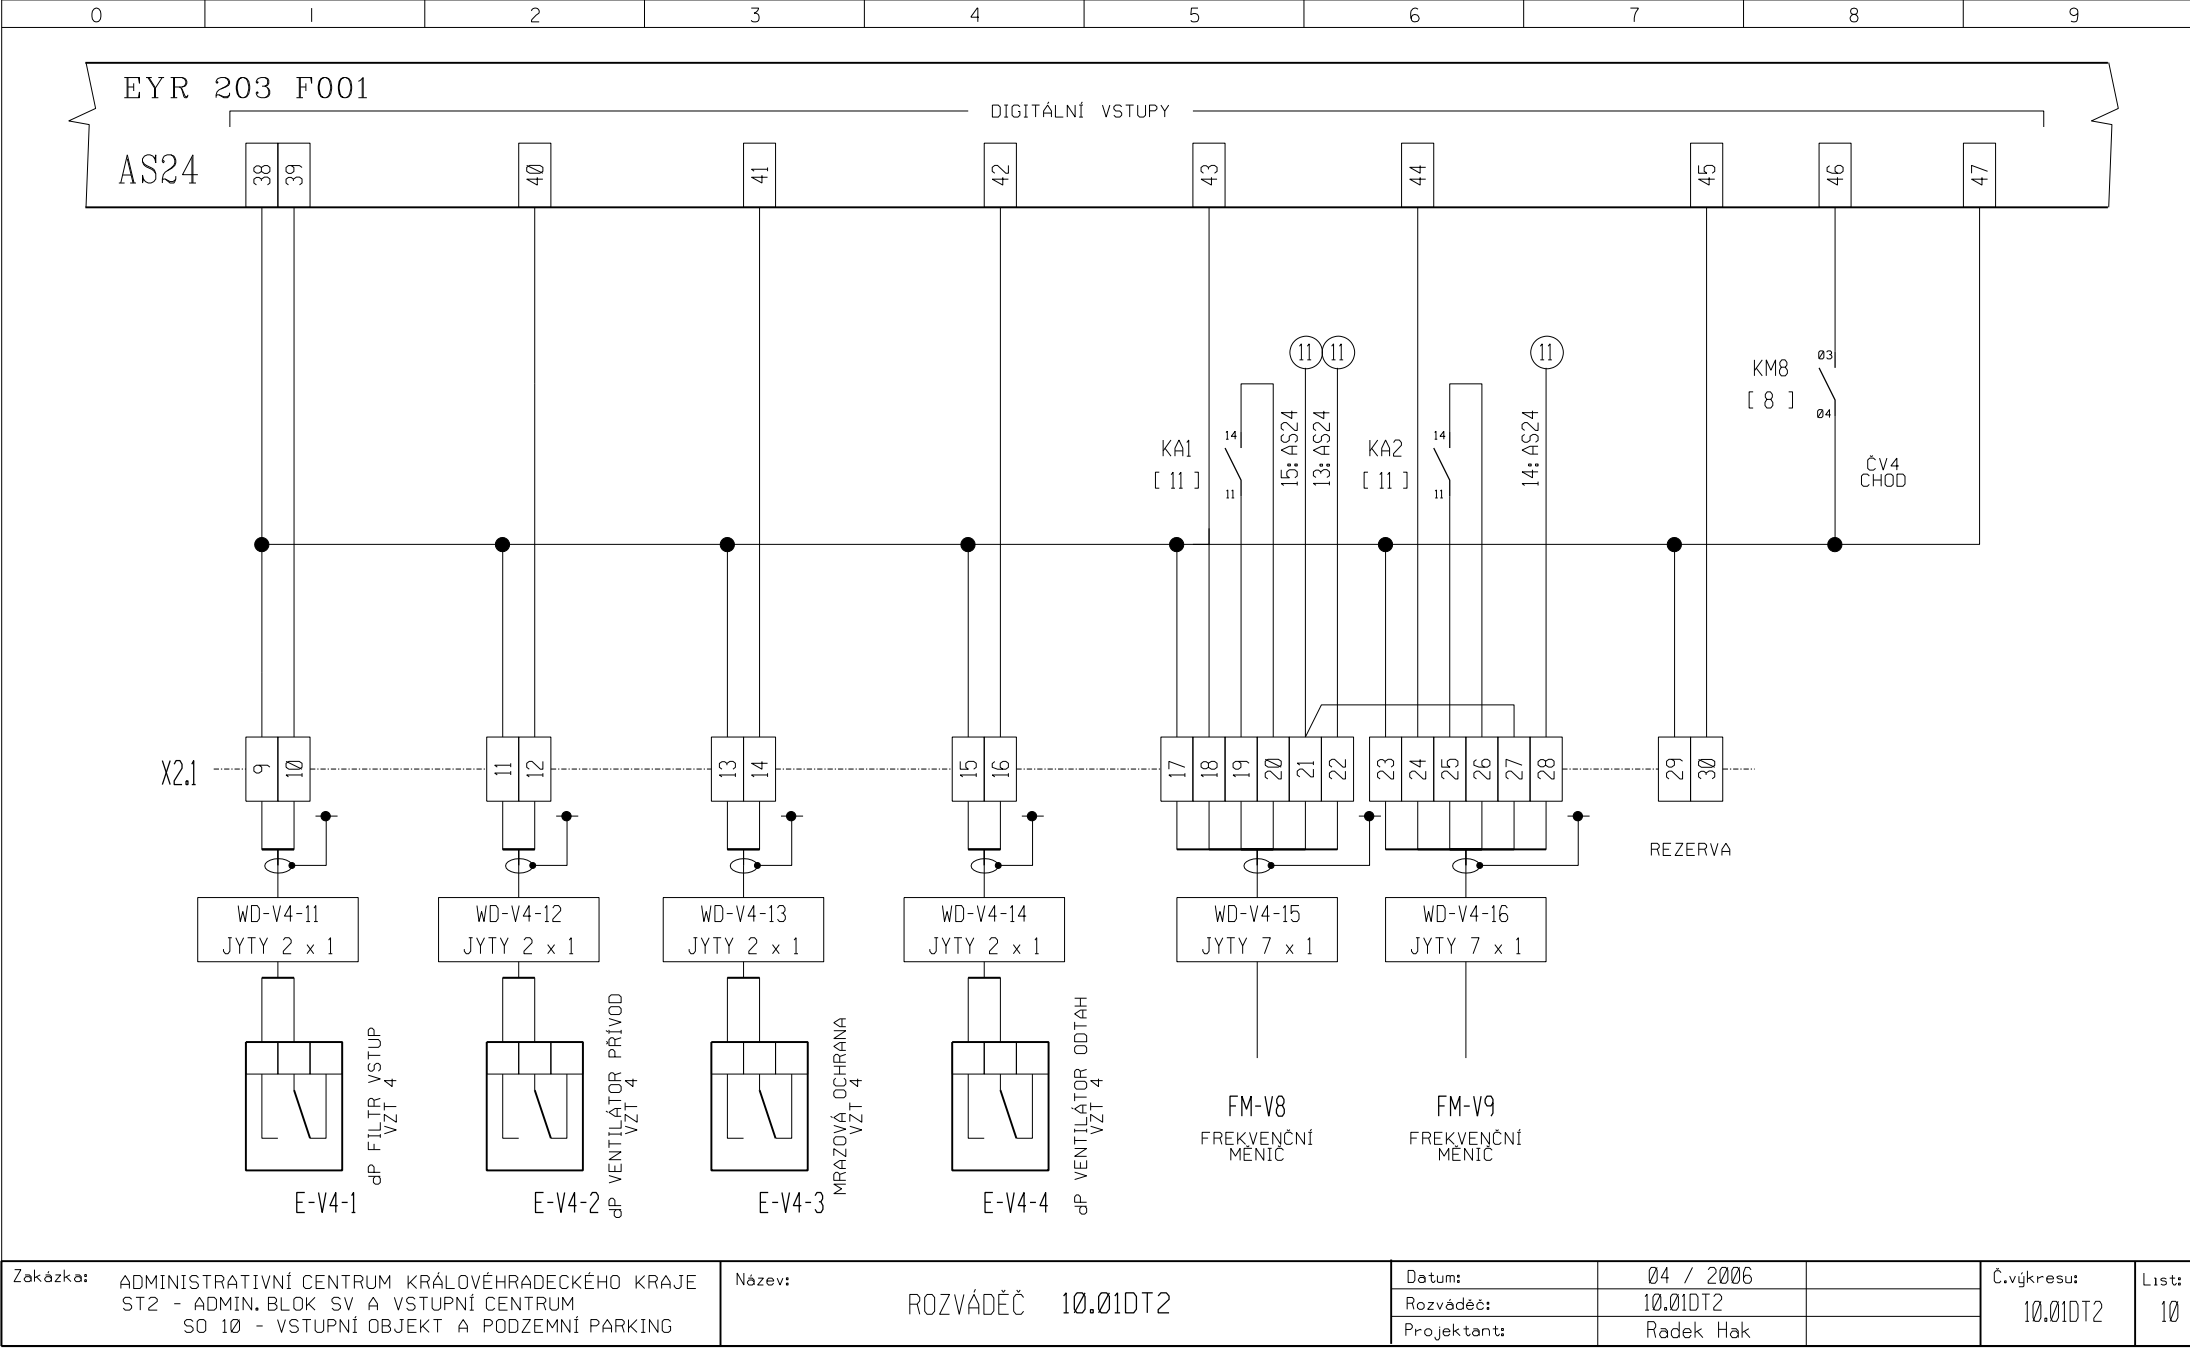 0 1 2 3 4 5 6 7 8 9
EYR 203 F001
DIGITÁLNÍ VSTUPY
AS24
38 39 40 41 42 43 44 45 46 47
11 11 11
03
KM8
[ 8 ]
04
15:AS24
13:AS24
14:AS24
14
KA1
[ 11 ]
11
14
KA2
[ 11 ]
11
ČV4
CHOD
X2.1
9 10 11 12 13 14 15 16 17 18 19 20 21 22 23 24 25 26 27 28 29 30
REZERVA
WD-V4-11
JYTY 2 x 1
WD-V4-12
JYTY 2 x 1
WD-V4-13
JYTY 2 x 1
WD-V4-14
JYTY 2 x 1
WD-V4-15
JYTY 7 x 1
WD-V4-16
JYTY 7 x 1
dP FILTR VSTUP
VZT 4
E-V4-1
dP VENTILÁTOR PŘÍVOD
VZT 4
E-V4-2
MRAZOVÁ OCHRANA
VZT 4
E-V4-3
dP VENTILÁTOR ODTAH
VZT 4
E-V4-4
FM-V8
FREKVENČNÍ
MĚNIČ
FM-V9
FREKVENČNÍ
MĚNIČ
Zakázka:
ADMINISTRATIVNÍ CENTRUM KRÁLOVÉHRADECKÉHO KRAJE
ST2 - ADMIN. BLOK SV A VSTUPNÍ CENTRUM
SO 10 - VSTUPNÍ OBJEKT A PODZEMNÍ PARKING
Název:
ROZVÁDĚČ 10.01DT2
Datum: 04 / 2006
Rozváděč: 10.01DT2
Projektant: Radek Hak
Č.výkresu:
10.01DT2
List:
10